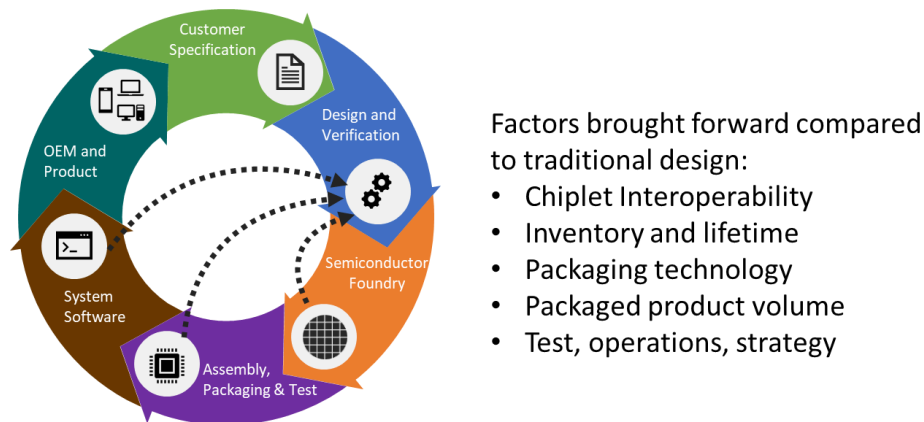 Customer
Specification
Design and
Verification
OEM and
Product
Semiconductor
Foundry
System
Software
Assembly,
Packaging & Test
Factors brought forward compared
to traditional design:
• Chiplet Interoperability
• Inventory and lifetime
• Packaging technology
• Packaged product volume
• Test, operations, strategy